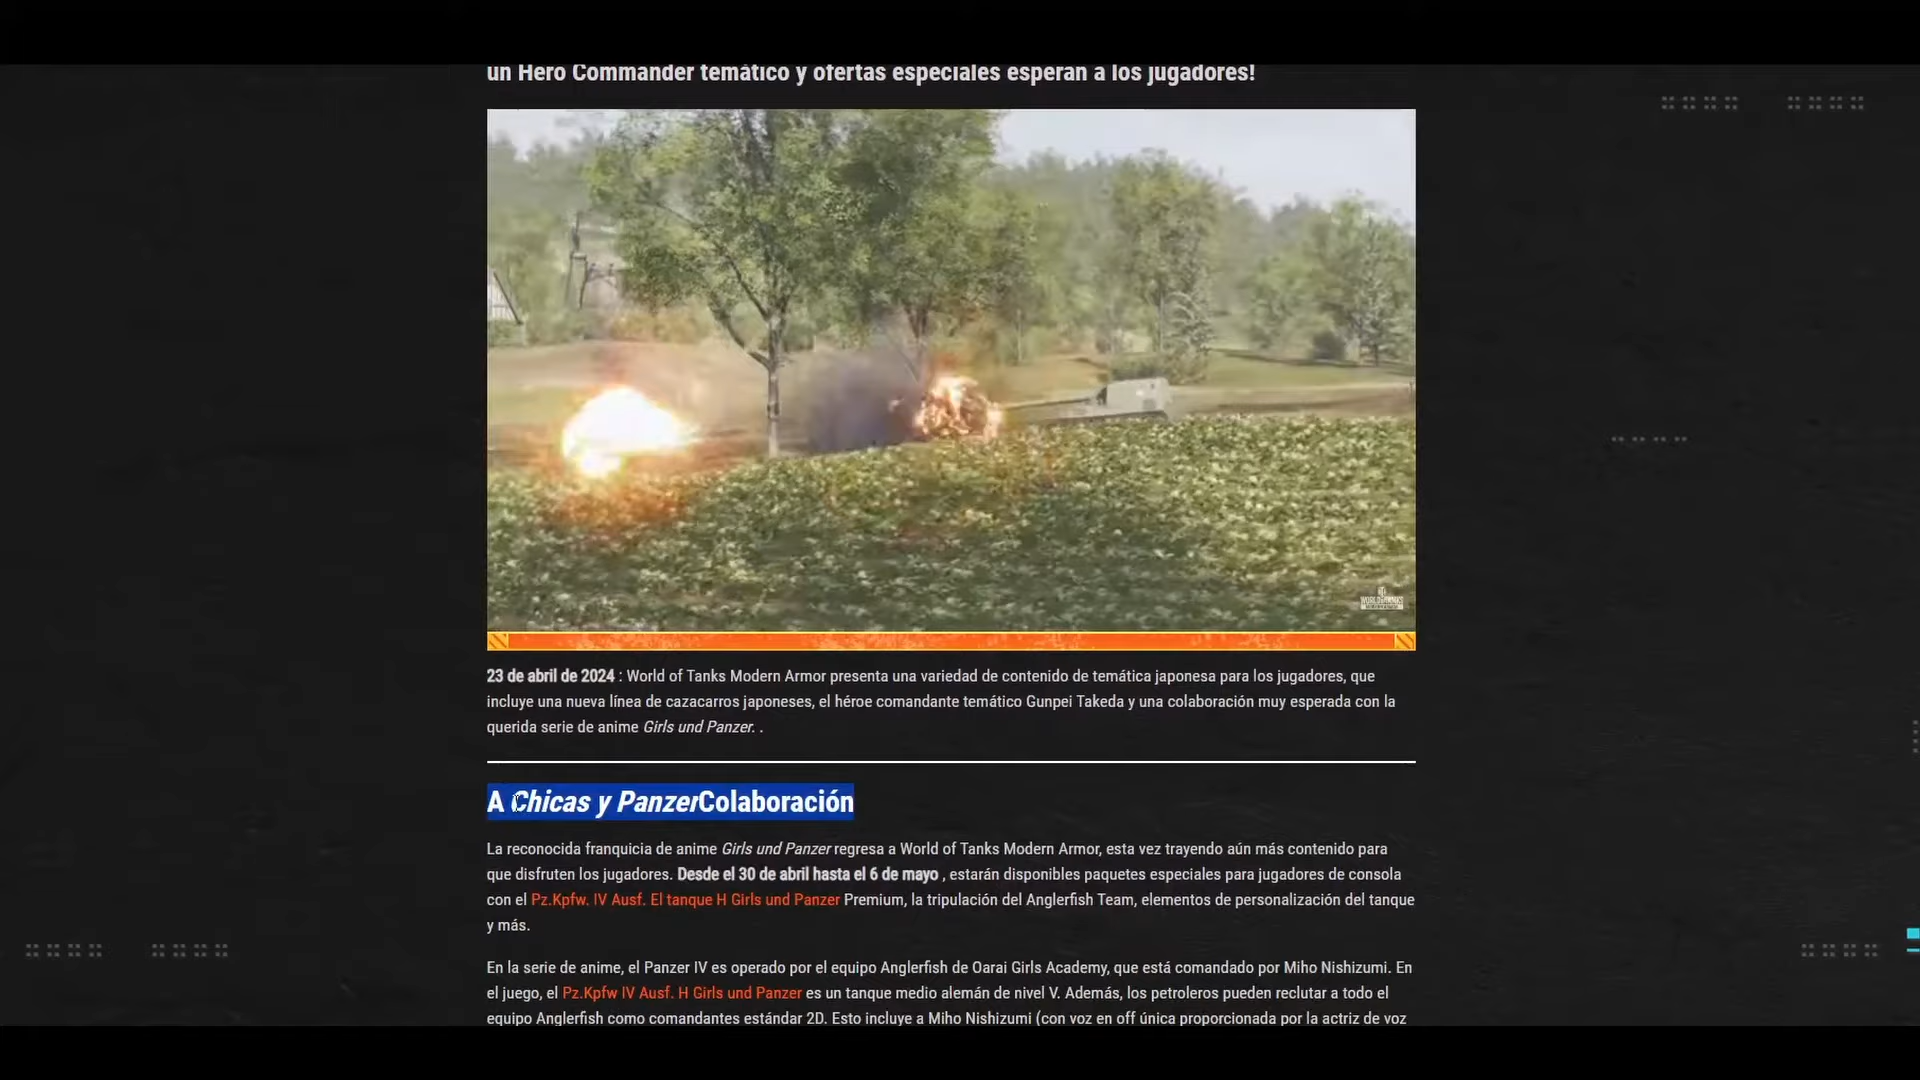 un Hero Commander temático y ofertas especiales esperan a los jugadores!
23 de abril de 2024 : World of Tanks Modern Armor presenta una variedad de contenido de temática japonesa para los jugadores, que
incluye una nueva línea de cazacarros japoneses, el héroe comandante temático Gunpei Takeda y una colaboración muy esperada con la
querida serie de anime Girls und Panzer. .
A Chicas y PanzerColaboración
La reconocida franquicia de anime Girls und Panzer regresa a World of Tanks Modern Armor, esta vez trayendo aún más contenido para
que disfruten los jugadores. Desde el 30 de abril hasta el 6 de mayo , estarán disponibles paquetes especiales para jugadores de consola
con el Pz.Kpfw. IV Ausf. El tanque H Girls und Panzer Premium, la tripulación del Anglerfish Team, elementos de personalización del tanque
y más.
En la serie de anime, el Panzer IV es operado por el equipo Anglerfish de Oarai Girls Academy, que está comandado por Miho Nishizumi. En
el juego, el Pz.Kpfw IV Ausf. H Girls und Panzer es un tanque medio alemán de nivel V. Además, los petroleros pueden reclutar a todo el
equipo Anglerfish como comandantes estándar 2D. Esto incluye a Miho Nishizumi (con voz en off única proporcionada por la actriz de voz